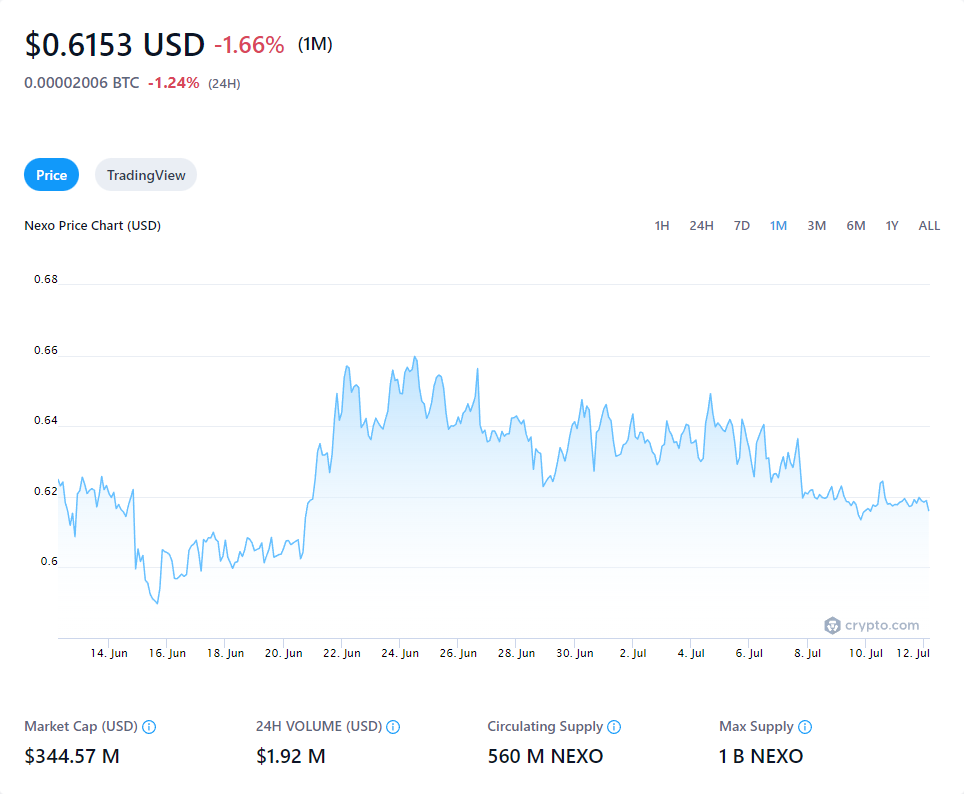 $0.6153 USD -1.66% (1M)
0.00002006 BTC -1.24% (24H)
Price TradingView
Nexo Price Chart (USD) 1H 24H 7D 1M 3M 6M 1Y ALL
0.68
0.66
0.64
0.62
0.6
crypto.com
14. Jun 16. Jun 18. Jun 20. Jun 22. Jun 24. Jun 26. Jun 28. Jun 30. Jun 2. Jul 4. Jul 6. Jul 8. Jul 10. Jul 12. Jul
Market Cap (USD) 24H VOLUME (USD) Circulating Supply Max Supply
$344.57 M $1.92 M 560 M NEXO 1 B NEXO